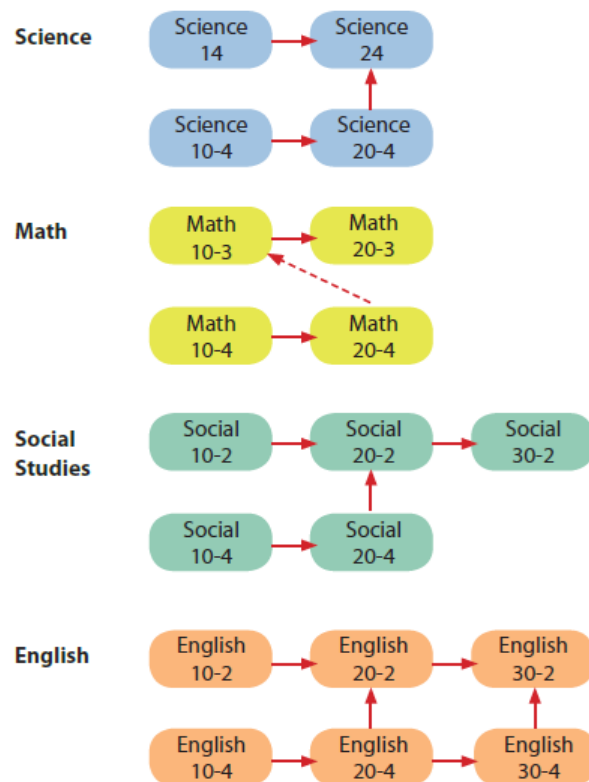 Science
Science
14
Science
24
Science
10-4
Science
20-4
Math
Math
10-3
Math
20-3
Math
10-4
Math
20-4
Social
Studies
Social
10-2
Social
20-2
Social
30-2
Social
10-4
Social
20-4
English
English
10-2
English
20-2
English
30-2
English
10-4
English
20-4
English
30-4